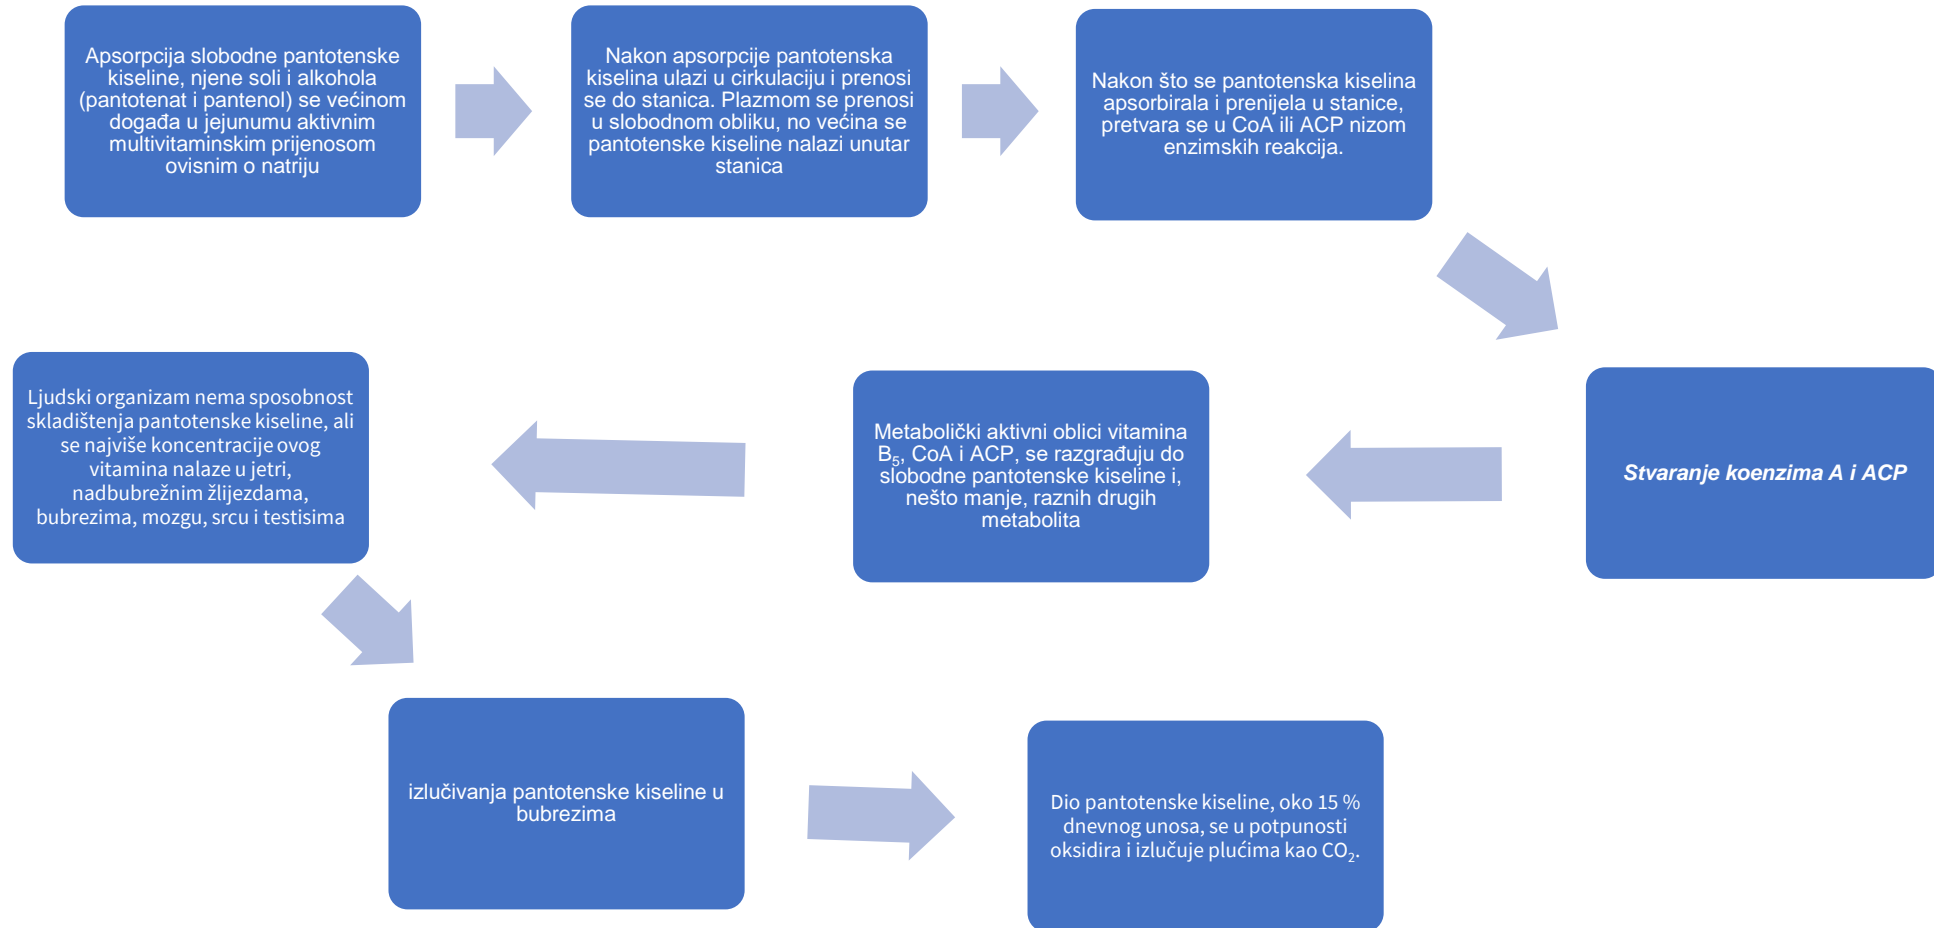 Apsorpcija slobodne pantotenske
kiseline, njene soli i alkohola
(pantotenat i pantenol) se većinom
događa u jejunumu aktivnim
multivitaminskim prijenosom
ovisnim o natriju
Nakon apsorpcije pantotenska
kiselina ulazi u cirkulaciju i prenosi
se do stanica. Plazmom se prenosi
u slobodnom obliku, no većina se
pantotenske kiseline nalazi unutar
stanica
Nakon što se pantotenska kiselina
apsorbirala i prenijela u stanice,
pretvara se u CoA ili ACP nizom
enzimskih reakcija.
Stvaranje koenzima A i ACP
Metabolički aktivni oblici vitamina
B₅, CoA i ACP, se razgrađuju do
slobodne pantotenske kiseline i,
nešto manje, raznih drugih
metabolita
Ljudski organizam nema sposobnost
skladištenja pantotenske kiseline, ali
se najviše koncentracije ovog
vitamina nalaze u jetri,
nadbubrežnim žlijezdama,
bubrezima, mozgu, srcu i testisima
izlučivanja pantotenske kiseline u
bubrezima
Dio pantotenske kiseline, oko 15 %
dnevnog unosa, se u potpunosti
oksidira i izlučuje plućima kao CO₂.